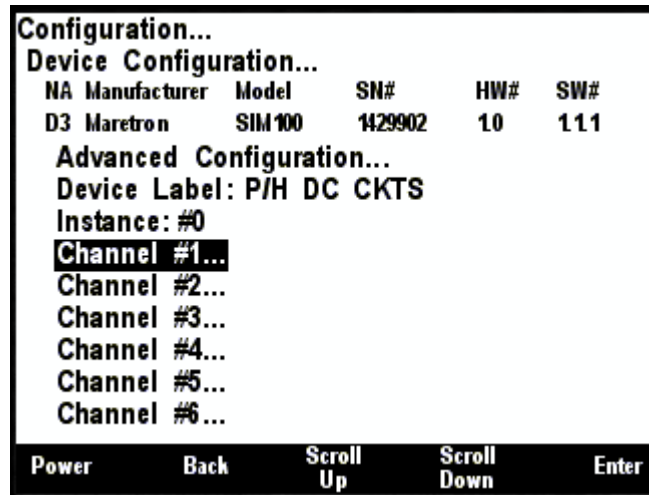 Configuration...
Device Configuration...
NA Manufacturer Model SN# HW# SW#
D3 Maretron SIM100 1429902 1.0 1.1.1
Advanced Configuration...
Device Label: P/H DC CKTS
Instance: #0
Channel #1...
Channel #2...
Channel #3...
Channel #4...
Channel #5...
Channel #6...
Power Back Scroll Up Scroll Down Enter